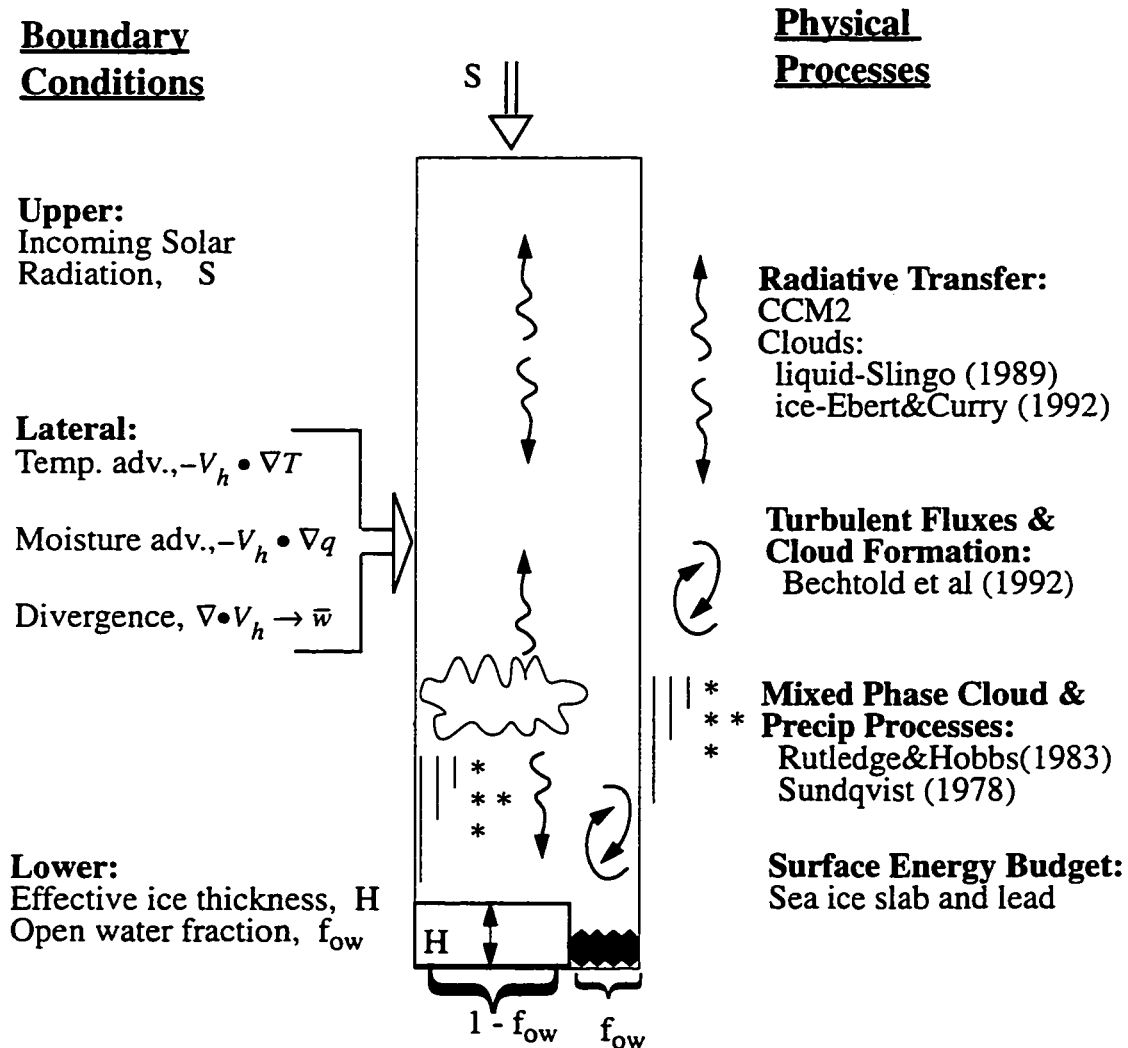 Boundary
Conditions
Upper:
Incoming Solar
Radiation, S
Lateral:
Temp. adv.,–V_h • ∇T
Moisture adv.,–V_h • ∇q
Divergence, ∇•V_h → w̅
Lower:
Effective ice thickness, H
Open water fraction, f_ow
S
* 
* *
*
H
1 - f_ow
f_ow
Physical
Processes
Radiative Transfer:
CCM2
Clouds:
liquid-Slingo (1989)
ice-Ebert&Curry (1992)
Turbulent Fluxes &
Cloud Formation:
Bechtold et al (1992)
*
* *
*
Mixed Phase Cloud &
Precip Processes:
Rutledge&Hobbs(1983)
Sundqvist (1978)
Surface Energy Budget:
Sea ice slab and lead